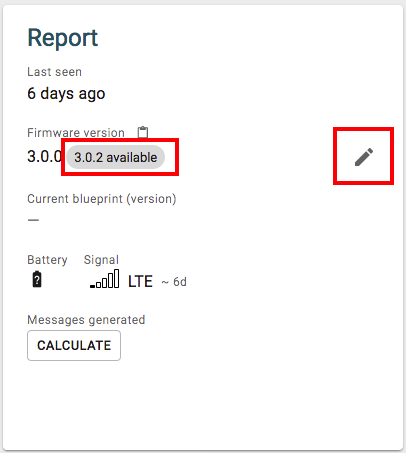 Report
Last seen
6 days ago
Firmware version
3.0.0 3.0.2 available
Current blueprint (version)
—
Battery Signal
LTE ~ 6d
Messages generated
CALCULATE